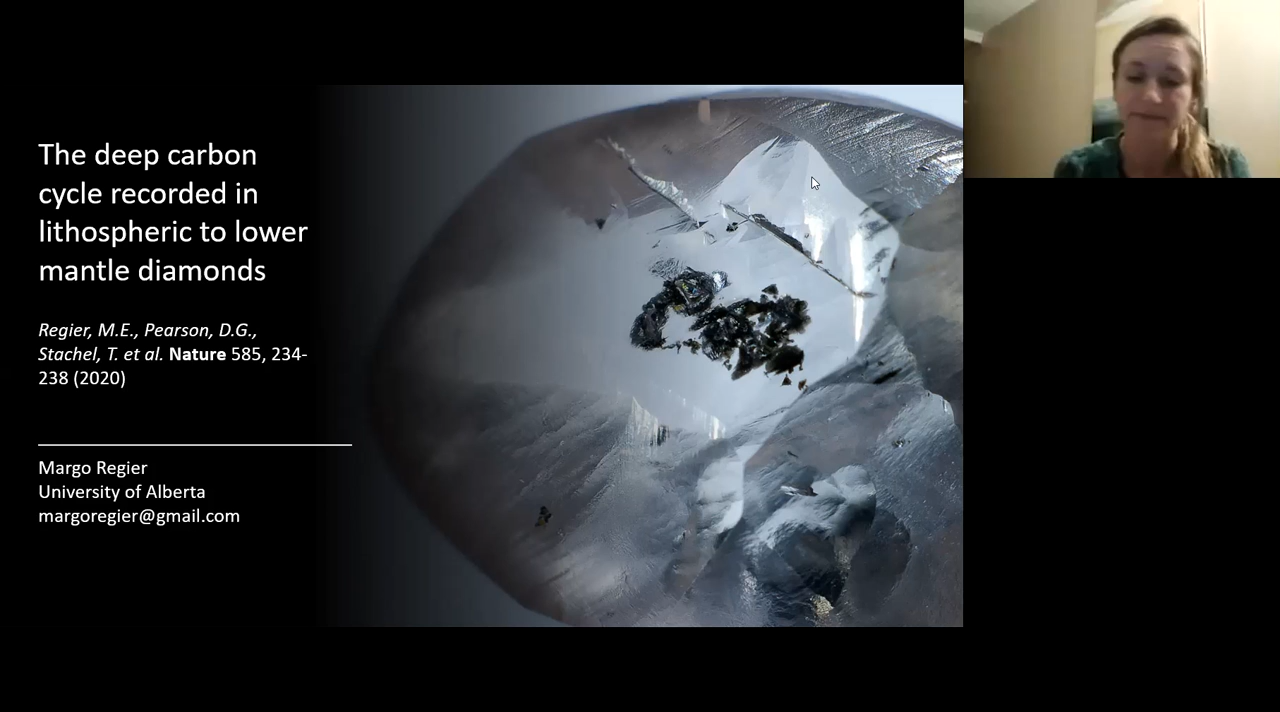 The deep carbon
cycle recorded in
lithospheric to lower
mantle diamonds
Regier, M.E., Pearson, D.G.,
Stachel, T. et al. Nature 585, 234-
238 (2020)
Margo Regier
University of Alberta
margoregier@gmail.com